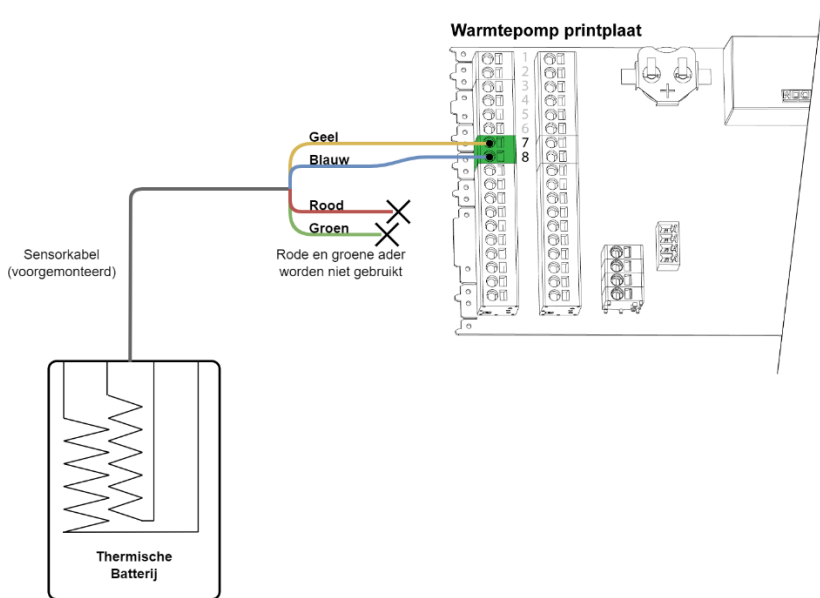 Warmtepomp printplaat
1
2
3
4
5
6
7
8
Geel
Blauw
Rood
Groen
Sensorkabel
(voorgemonteerd)
Rode en groene ader
worden niet gebruikt
Thermische
Batterij